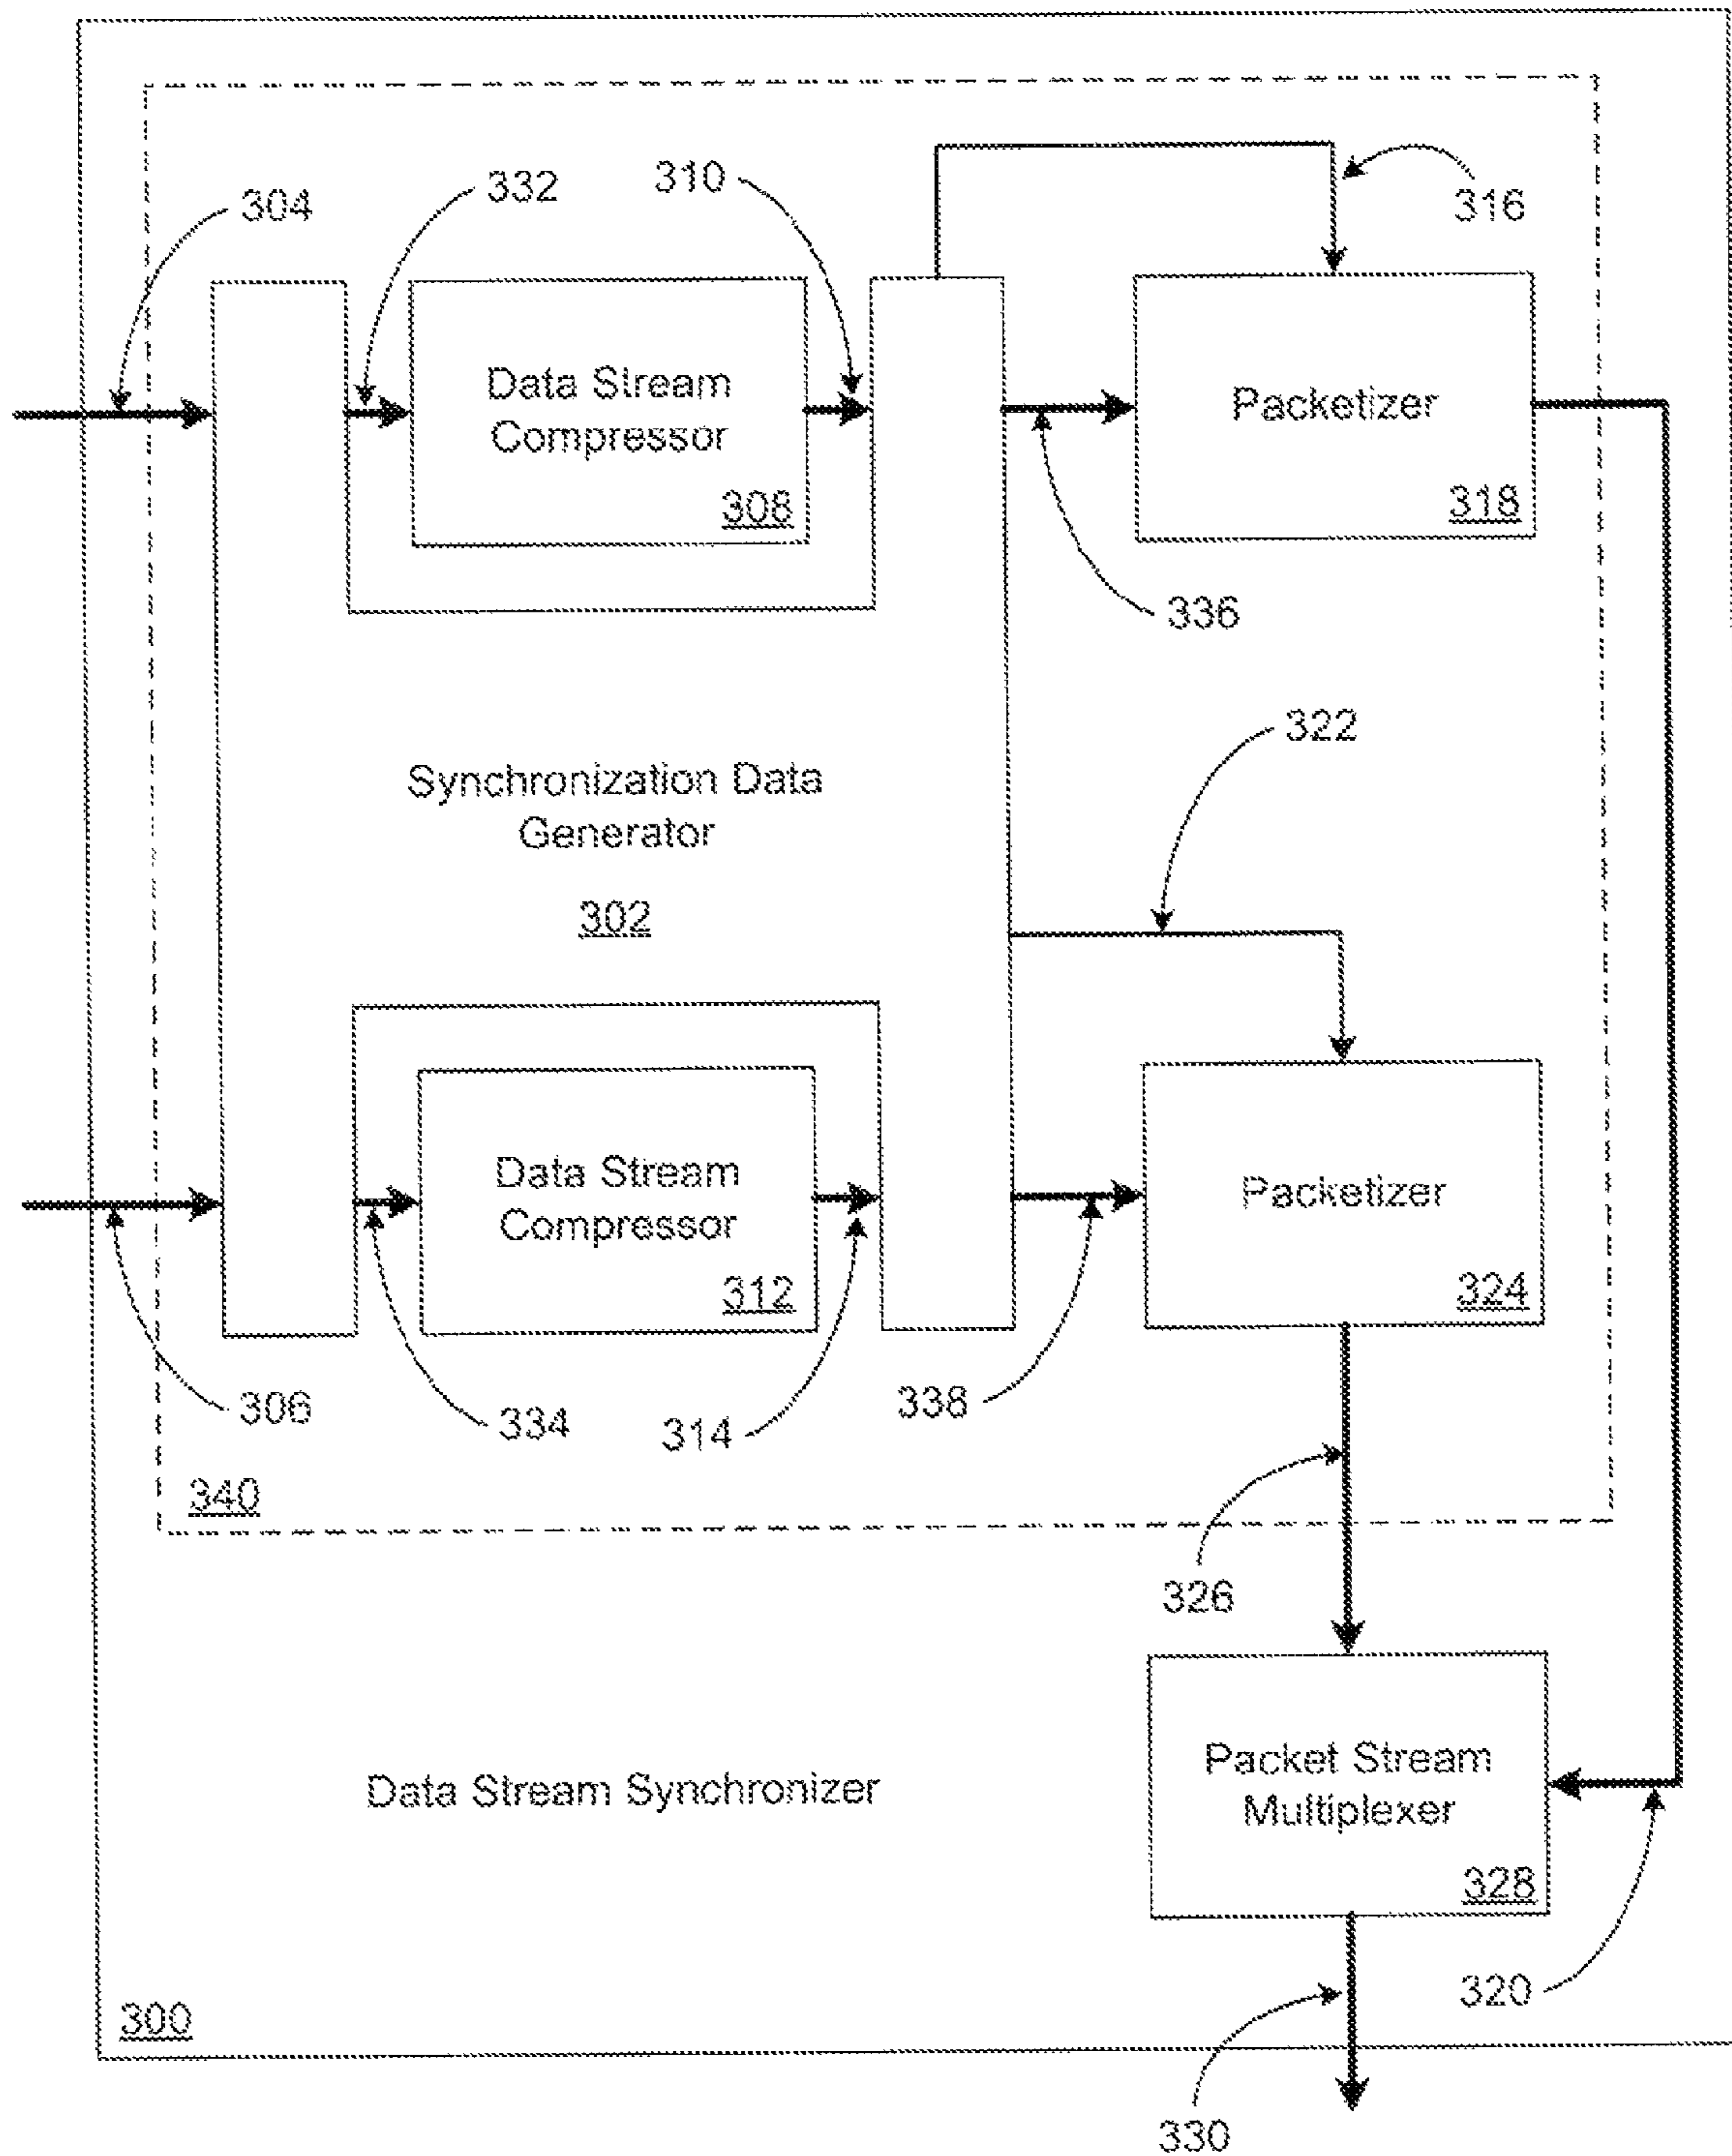 310
332
304
316
Data Stream
Compressor
308
Packetizer
318
336
322
Synchronization Data
Generator
302
Data Stream
Compressor
312
Packetizer
324
306
334
314
338
340
326
Packet Stream
Multiplexer
328
Data Stream Synchronizer
320
300
330